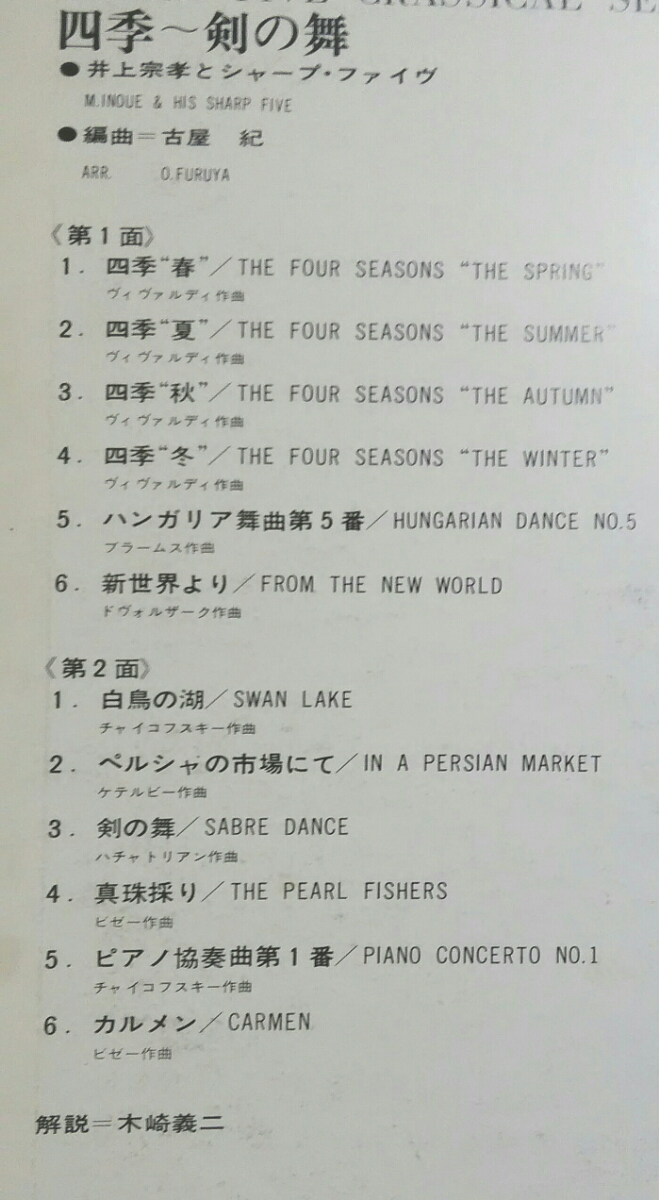 CLASSICAL SE
四季〜剣の舞
●井上宗孝とシャープ・ファイヴ
M.INOUE & HIS SHARP FIVE
●編曲=古屋 紀
ARR. O.FURUYA
《第1面》
1. 四季“春”/THE FOUR SEASONS “THE SPRING”
ヴィヴァルディ作曲
2. 四季“夏”/THE FOUR SEASONS “THE SUMMER”
ヴィヴァルディ作曲
3. 四季“秋”/THE FOUR SEASONS “THE AUTUMN”
ヴィヴァルディ作曲
4. 四季“冬”/THE FOUR SEASONS “THE WINTER”
ヴィヴァルディ作曲
5. ハンガリア舞曲第5番/HUNGARIAN DANCE NO.5
ブラームス作曲
6. 新世界より/FROM THE NEW WORLD
ドヴォルザーク作曲
《第2面》
1. 白鳥の湖/SWAN LAKE
チャイコフスキー作曲
2. ペルシャの市場にて/IN A PERSIAN MARKET
ケテルビー作曲
3. 剣の舞/SABRE DANCE
ハチャトリアン作曲
4. 真珠採り/THE PEARL FISHERS
ビゼー作曲
5. ピアノ協奏曲第1番/PIANO CONCERTO NO.1
チャイコフスキー作曲
6. カルメン/CARMEN
ビゼー作曲
解説=木崎義二